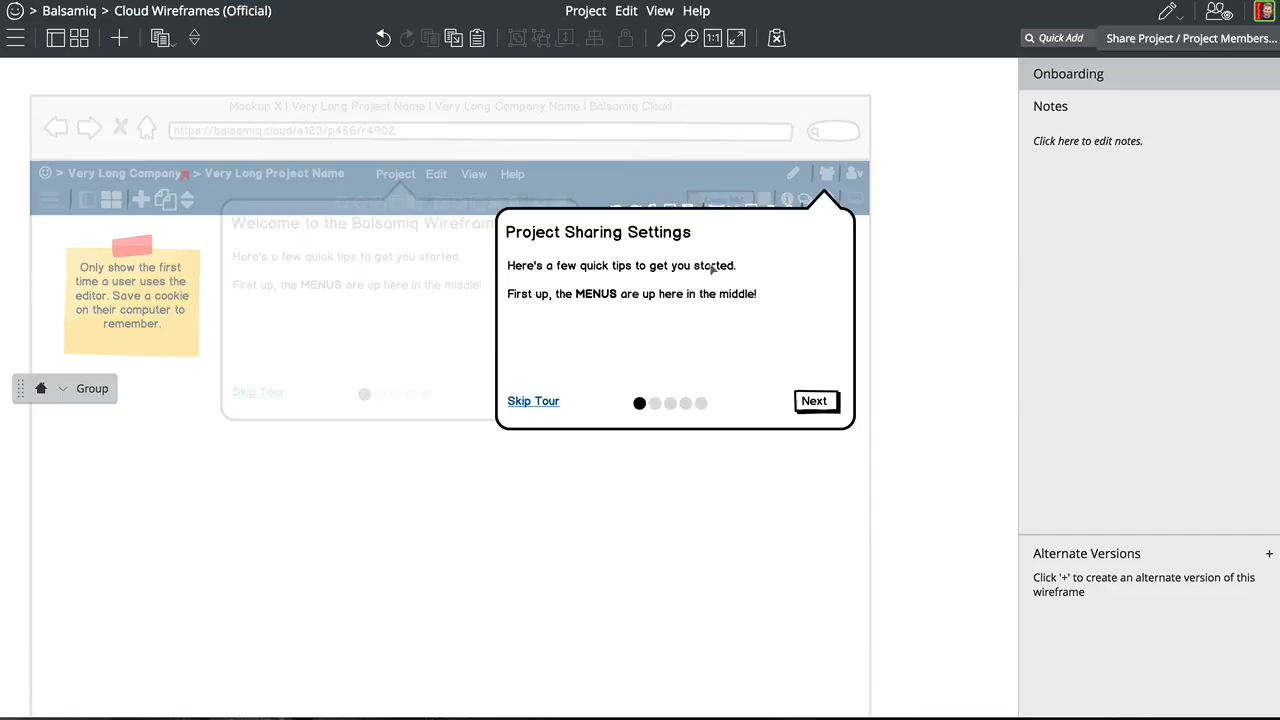 > Balsamiq > Cloud Wireframes (Official)
Project Edit View Help
1:1
Quick Add
Share Project / Project Members...
Onboarding
Notes
Click here to edit notes.
Mockup X | Very Long Project Name | Very Long Company Name | Balsamiq Cloud
https://balsamiq.cloud/s123/p456/r4902
> Very Long Company > Very Long Project Name
Project Edit View Help
Welcome to the Balsamiq Wirefram
Here's a few quick tips to get you started.
First up, the MENUS are up here in the middle!
Skip Tour
Project Sharing Settings
Here's a few quick tips to get you started.
First up, the MENUS are up here in the middle!
Skip Tour
Next
Only show the first
time a user uses the
editor. Save a cookie
on their computer to
remember.
Group
Alternate Versions +
Click '+' to create an alternate version of this
wireframe